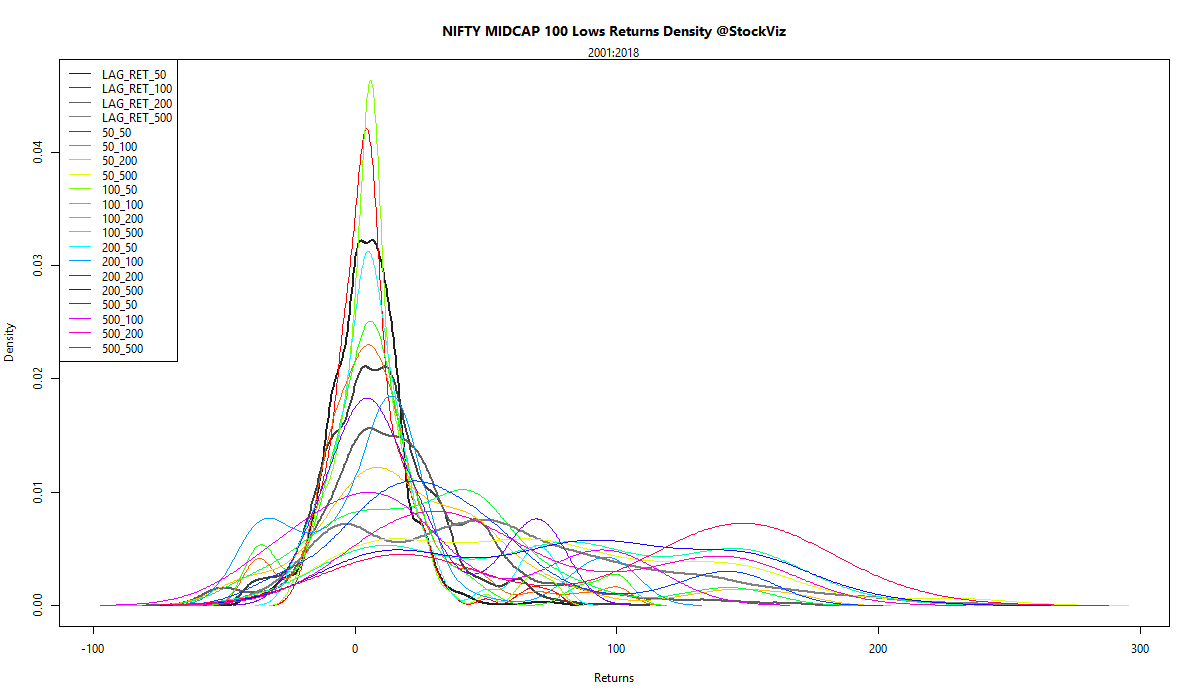 NIFTY MIDCAP 100 Lows Returns Density @StockViz
2001:2018
LAG_RET_50
LAG_RET_100
LAG_RET_200
LAG_RET_500
50_50
50_100
50_200
50_500
100_50
100_100
100_200
100_500
200_50
200_100
200_200
200_500
500_50
500_100
500_200
500_500
Density
0.04
0.03
0.02
0.01
0.00
-100 0 100 200 300
Returns